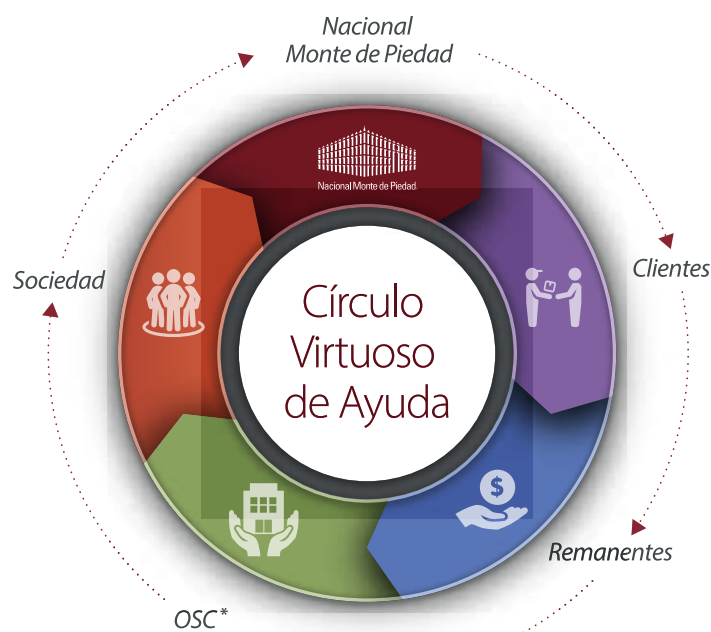 Nacional
Monte de Piedad
Nacional Monte de Piedad
Clientes
Sociedad
Círculo
Virtuoso
de Ayuda
$
Remanentes
OSC*